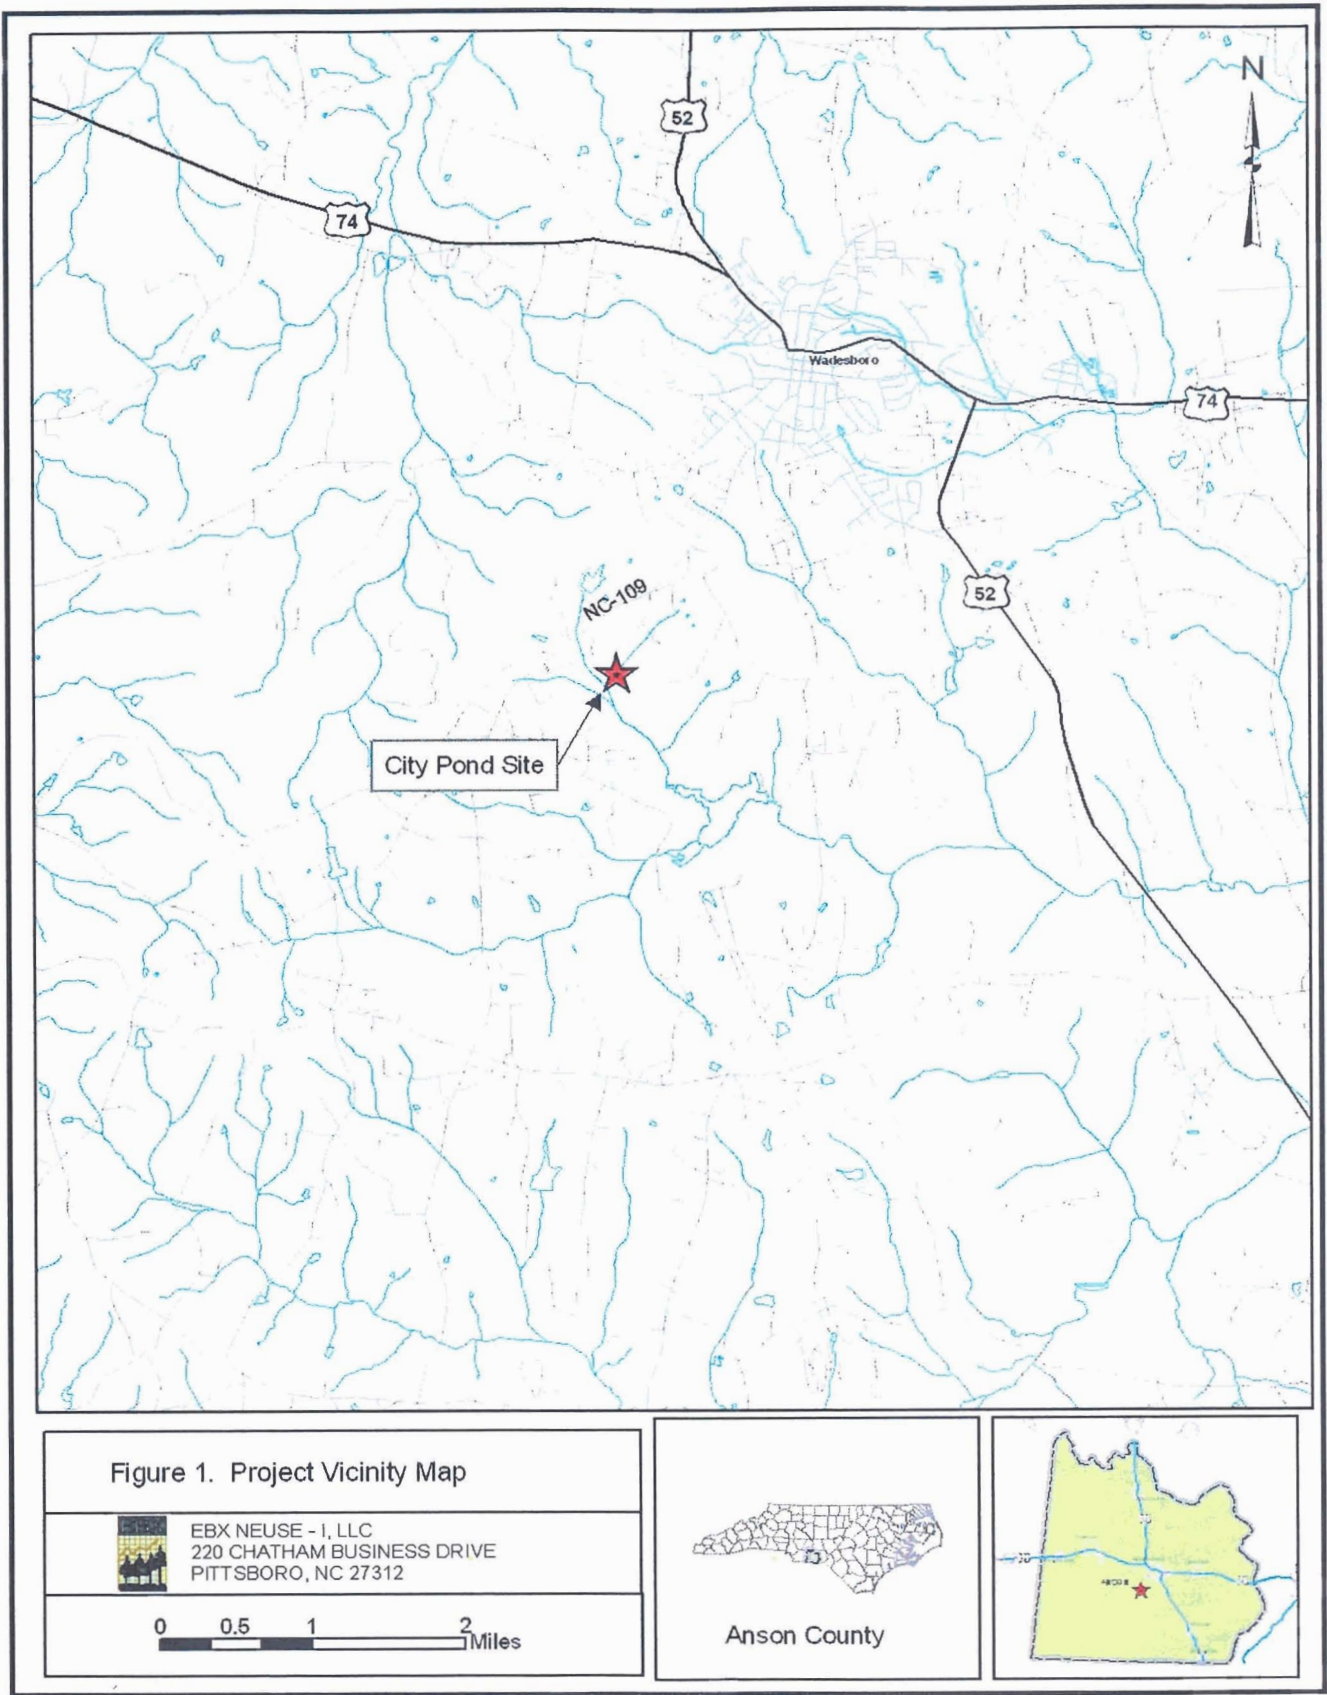 N
52
74
Wadesboro
74
NC-109
52
City Pond Site
Figure 1.  Project Vicinity Map
EBX NEUSE - I, LLC
220 CHATHAM BUSINESS DRIVE
PITTSBORO, NC 27312
0 0.5 1 2
Miles
Anson County